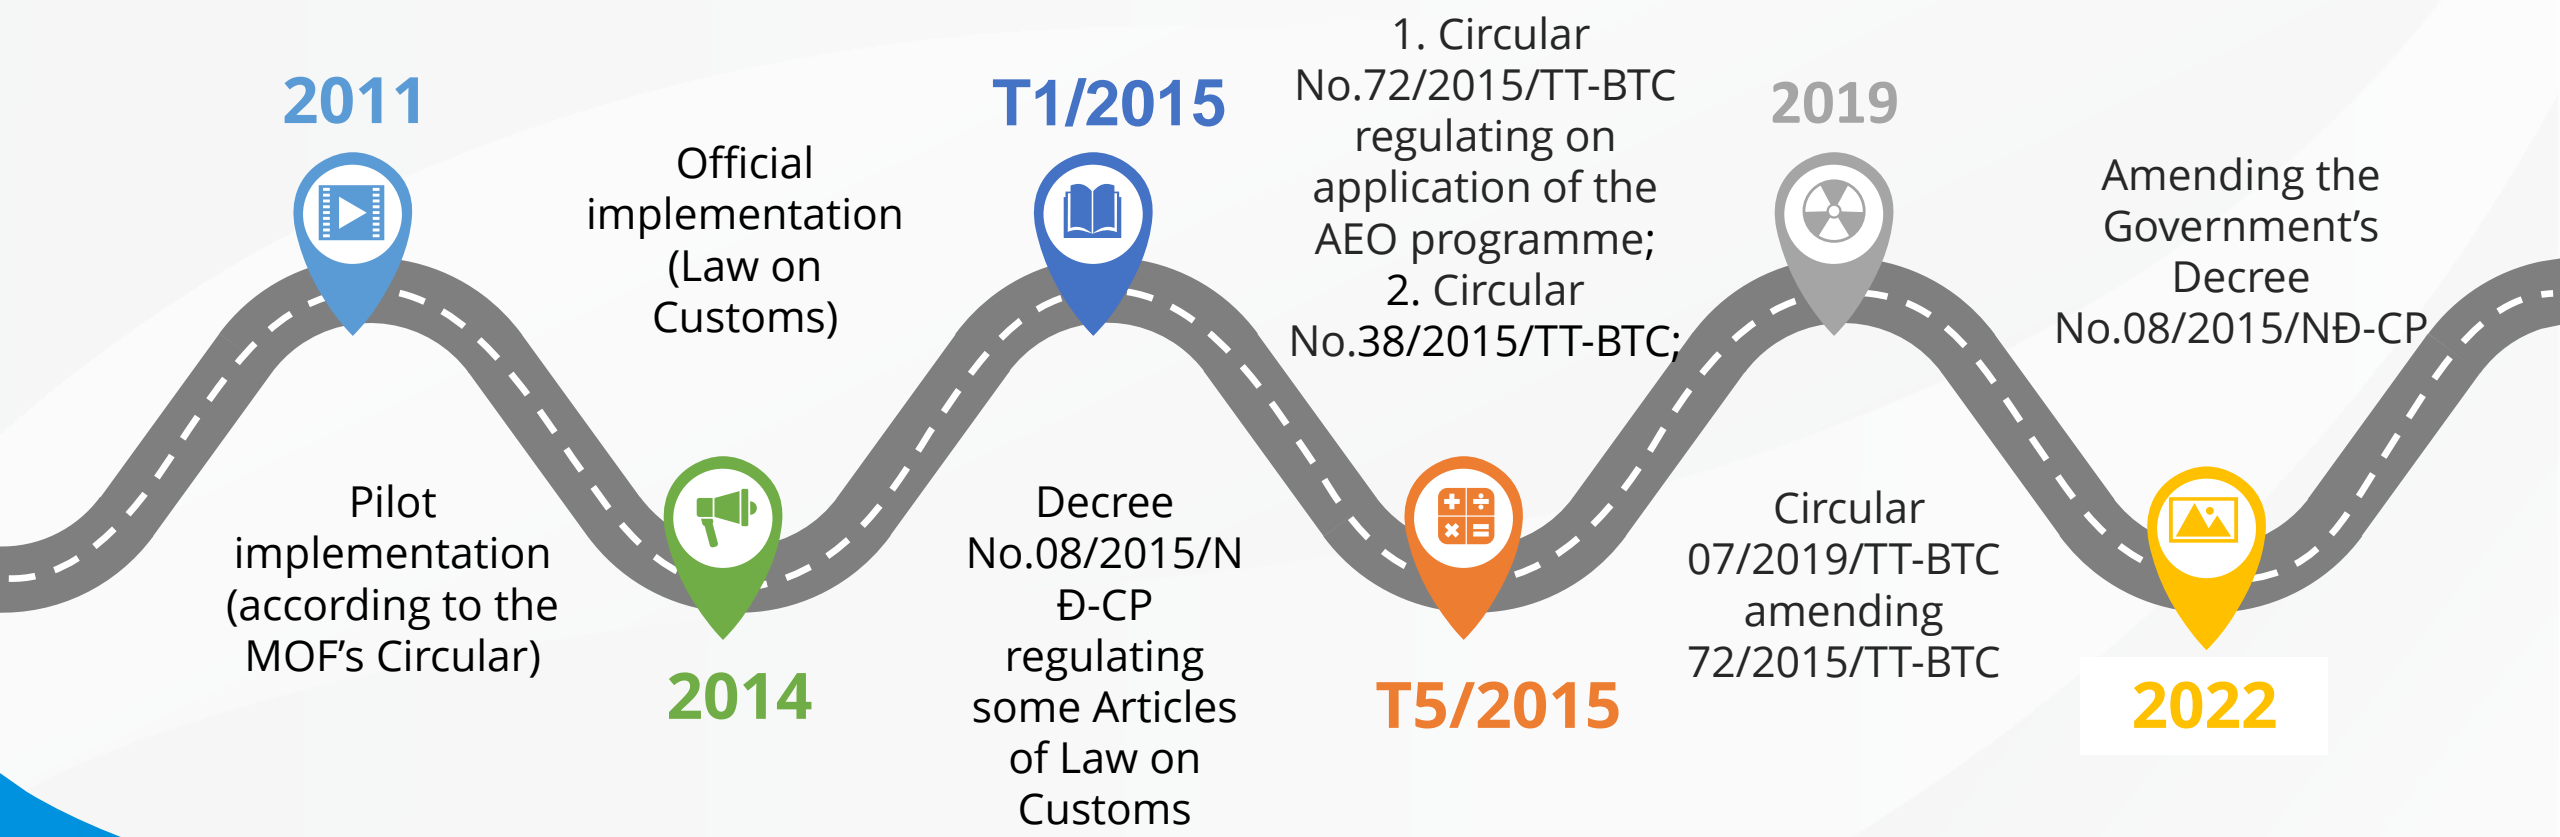 2011
Pilot
implementation
(according to the
MOF’s Circular)
Official
implementation
(Law on
Customs)
2014
T1/2015
Decree
No.08/2015/N
Đ-CP
regulating
some Articles
of Law on
Customs
1. Circular
No.72/2015/TT-BTC
regulating on
application of the
AEO programme;
2. Circular
No.38/2015/TT-BTC;
T5/2015
2019
Circular
07/2019/TT-BTC
amending
72/2015/TT-BTC
Amending the
Government’s
Decree
No.08/2015/NĐ-CP
2022